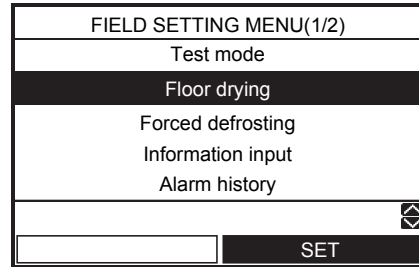 FIELD SETTING MENU(1/2)
Test mode
Floor drying
Forced defrosting
Information input
Alarm history
SET